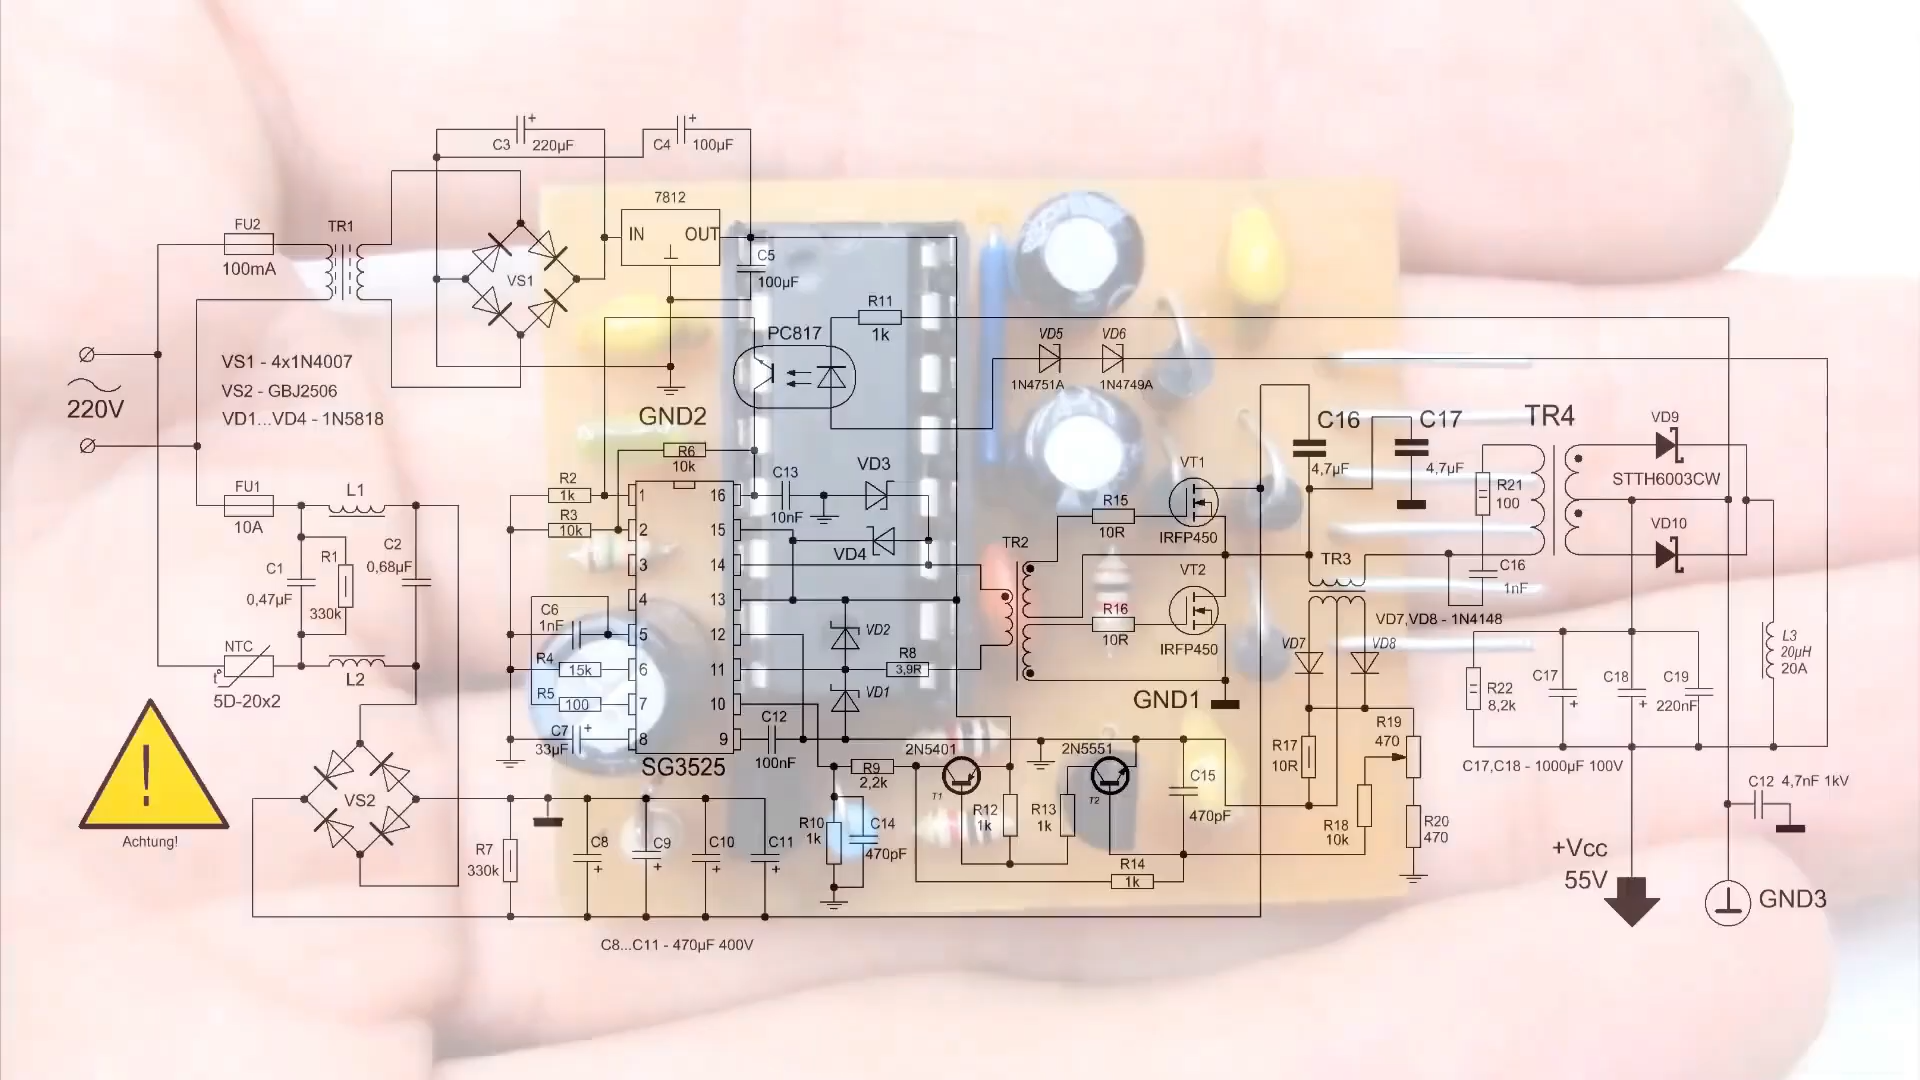 C3 220µF
C4 100µF
7812
IN OUT
FU2
100mA
TR1
VS1
C5
100µF
R11
1k
PC817
VD5
VD6
1N4751A
1N4749A
220V
VS1 - 4x1N4007
VS2 - GBJ2506
VD1...VD4 - 1N5818
GND2
R6
10k
R2
1k
R3
10k
C13
10nF
VD3
VD4
1
2
3
4
5
6
7
8
16
15
14
13
12
11
10
9
SG3525
FU1
10A
L1
C1
0,47µF
R1
330k
C2
0,68µF
NTC
t°
5D-20x2
L2
C6
1nF
R4
15k
R5
100
C7
33µF
+
VD2
VD1
R8
3,9R
C12
100nF
TR2
R15
10R
R16
10R
VT1
IRFP450
VT2
IRFP450
GND1
C16
4,7µF
C17
4,7µF
TR4
R21
100
VD9
STTH6003CW
VD10
C16
1nF
TR3
VD7,VD8 - 1N4148
VD7
VD8
L3
20µH
20A
R22
8,2k
C17
+
C18
+
C19
220nF
C17,C18 - 1000µF 100V
R17
10R
R19
470
R18
10k
R20
470
C12 4,7nF 1kV
+Vcc
55V
GND3
2N5401
T1
2N5551
T2
R9
2,2k
R10
1k
C14
470pF
R12
1k
R13
1k
C15
470pF
R14
1k
!
Achtung!
VS2
R7
330k
C8
+
C9
+
C10
+
C11
+
C8...C11 - 470µF 400V